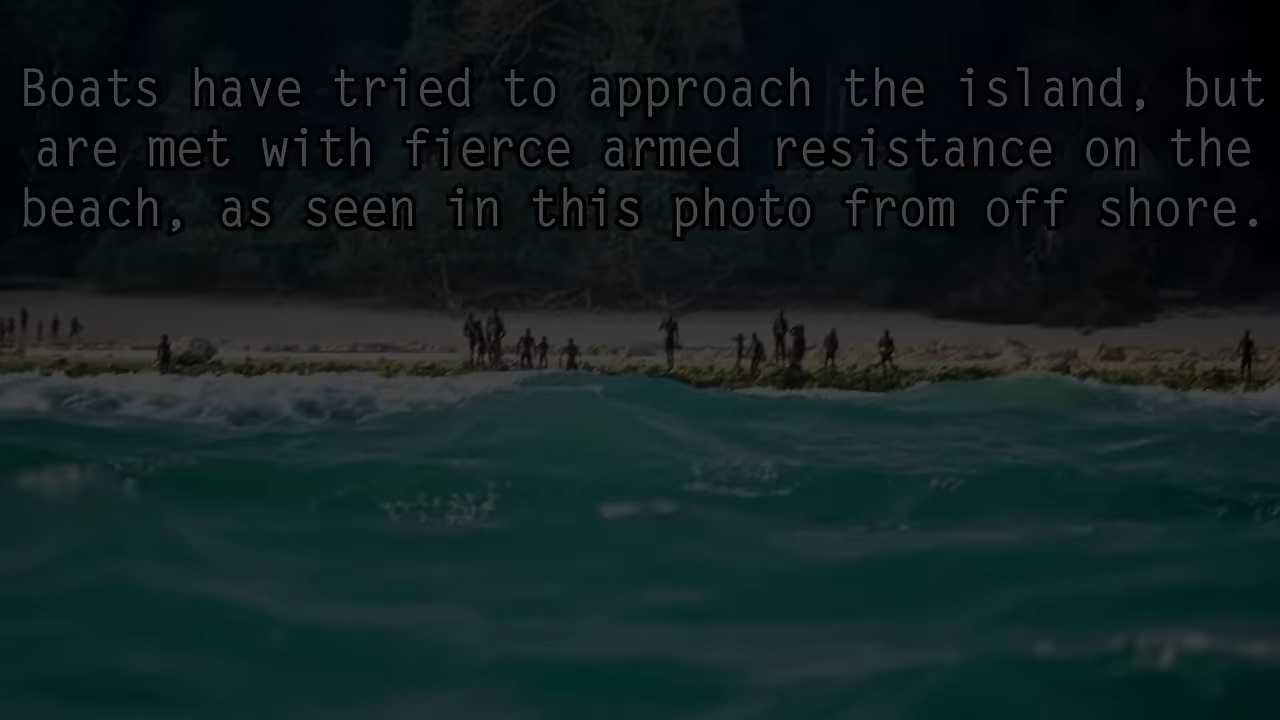 Boats have tried to approach the island, but
are met with fierce armed resistance on the
beach, as seen in this photo from off shore.